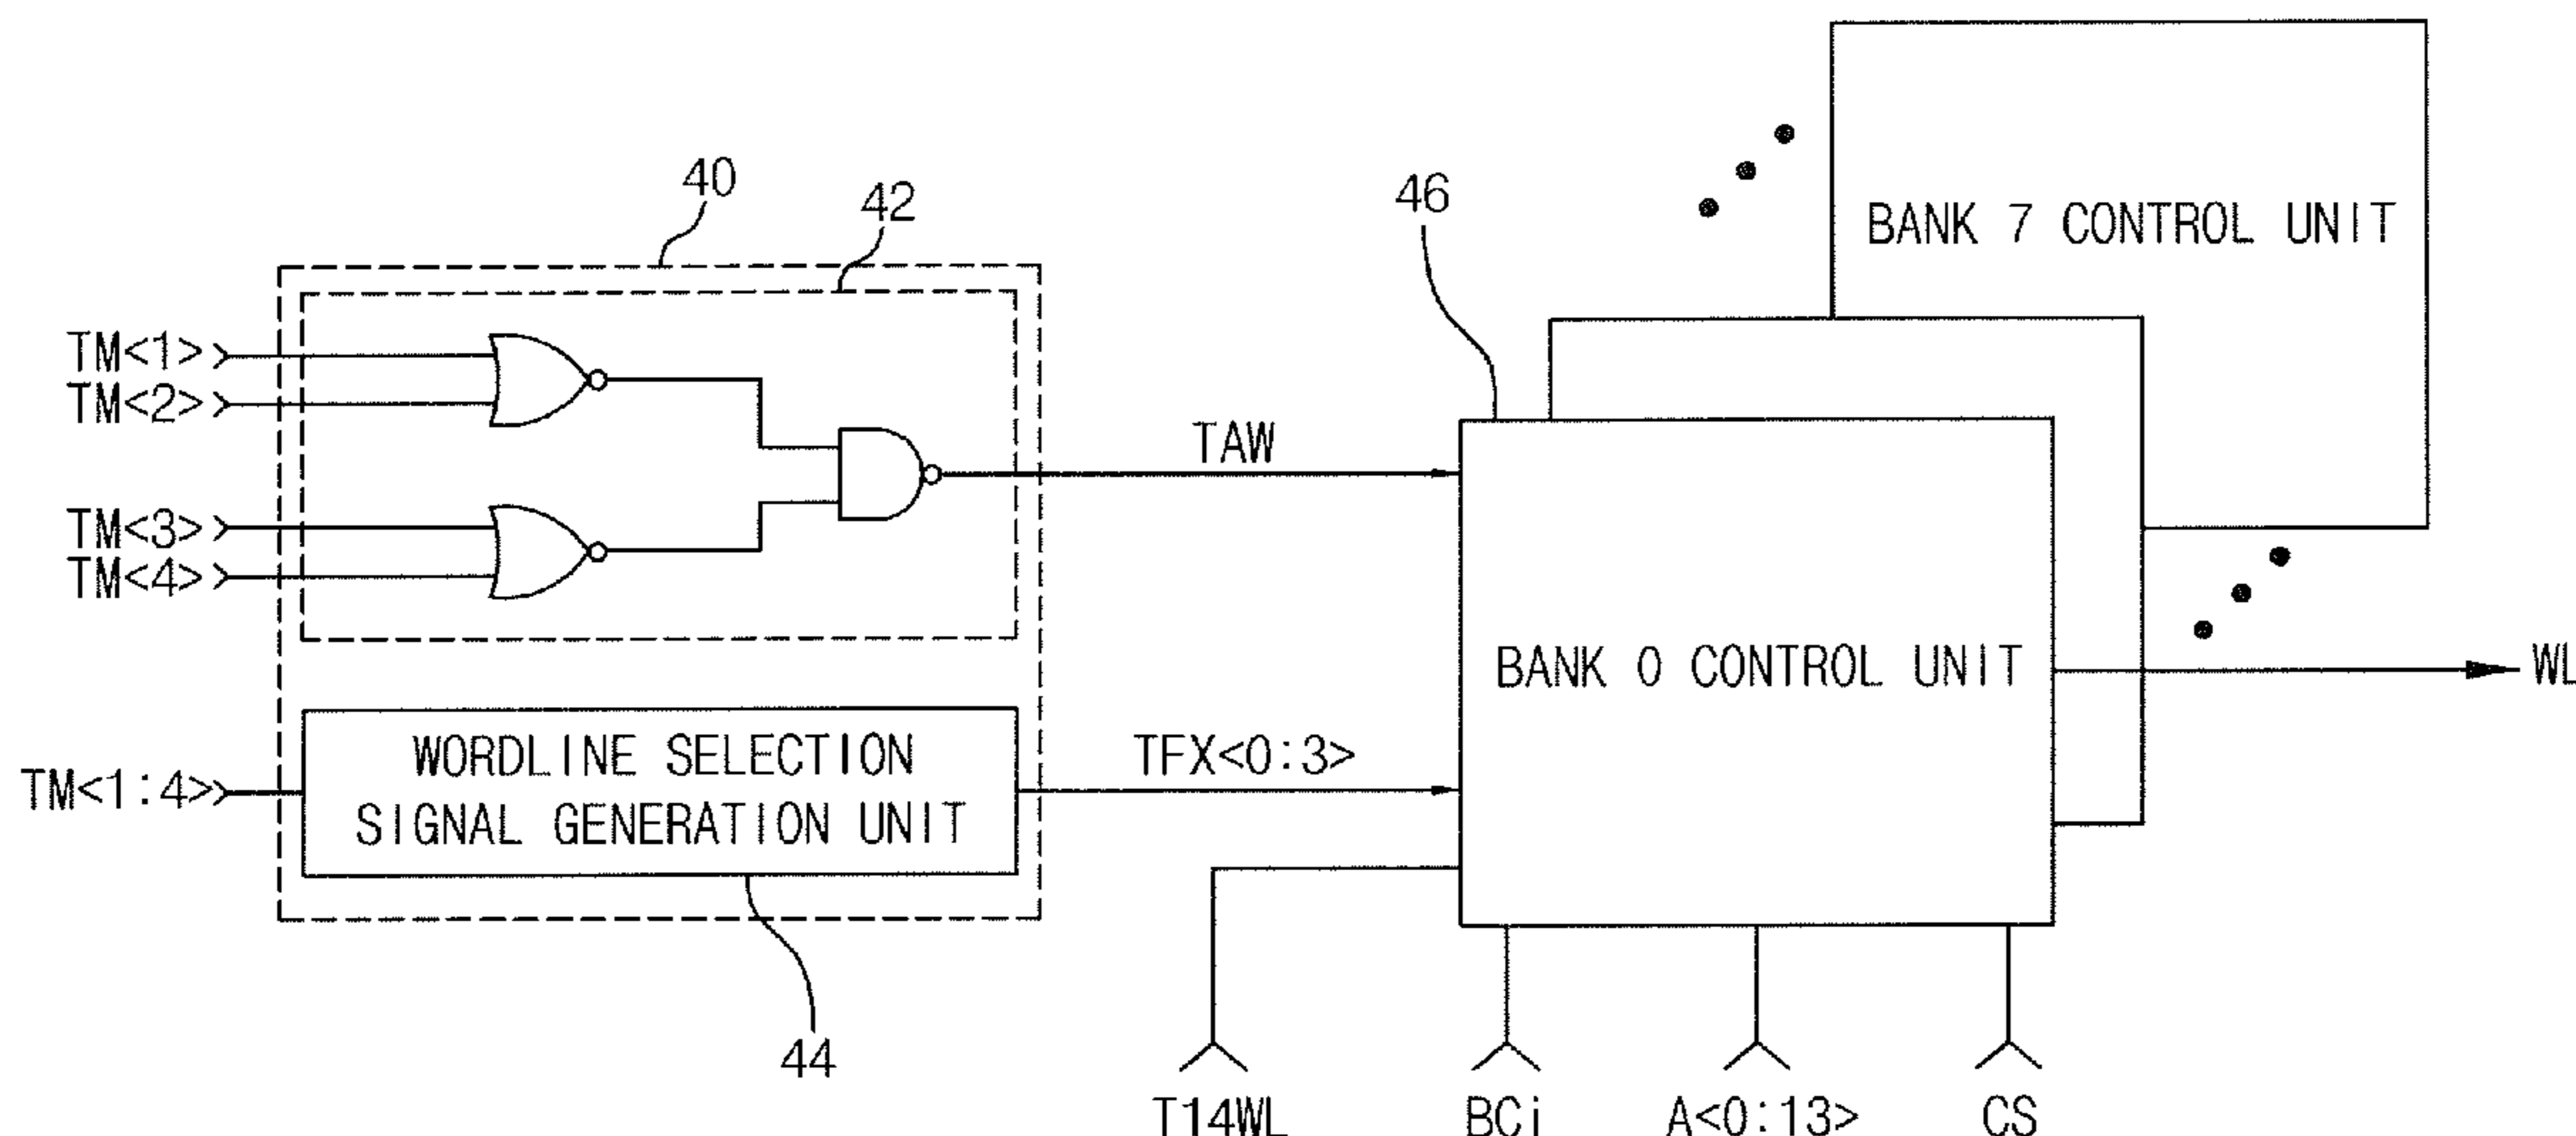 40
42
46
BANK 7 CONTROL UNIT
TM<1>
TM<2>
TAW
TM<3>
TM<4>
BANK 0 CONTROL UNIT
WL
WORDLINE SELECTION
SIGNAL GENERATION UNIT
TM<1:4>
TFX<0:3>
44
T14WL
BCi
A<0:13>
CS